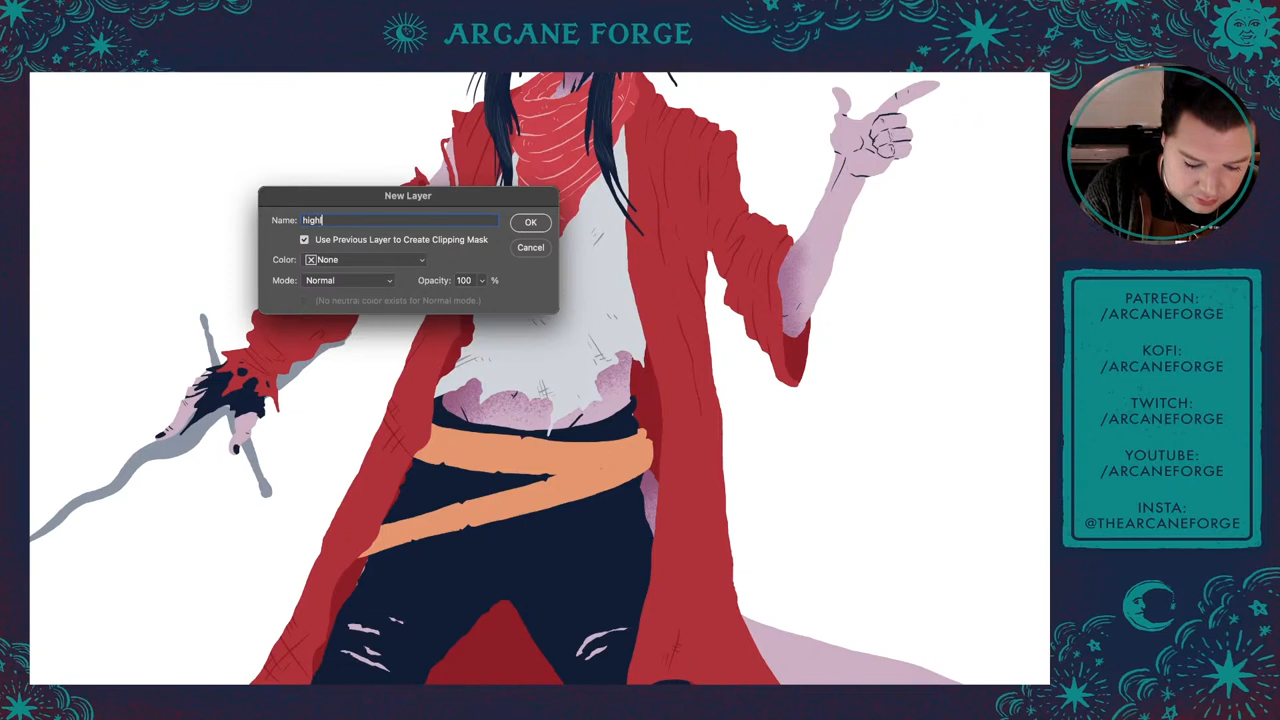 ARCANE FORGE
New Layer
Name: highl
OK
Use Previous Layer to Create Clipping Mask
Cancel
Color: None
Mode: Normal Opacity: 100 %
(No neutral color exists for Normal mode.)
PATREON:
/ARCANEFORGE
KOFI:
/ARCANEFORGE
TWITCH:
/ARCANEFORGE
YOUTUBE:
/ARCANEFORGE
INSTA:
@THEARCANEFORGE